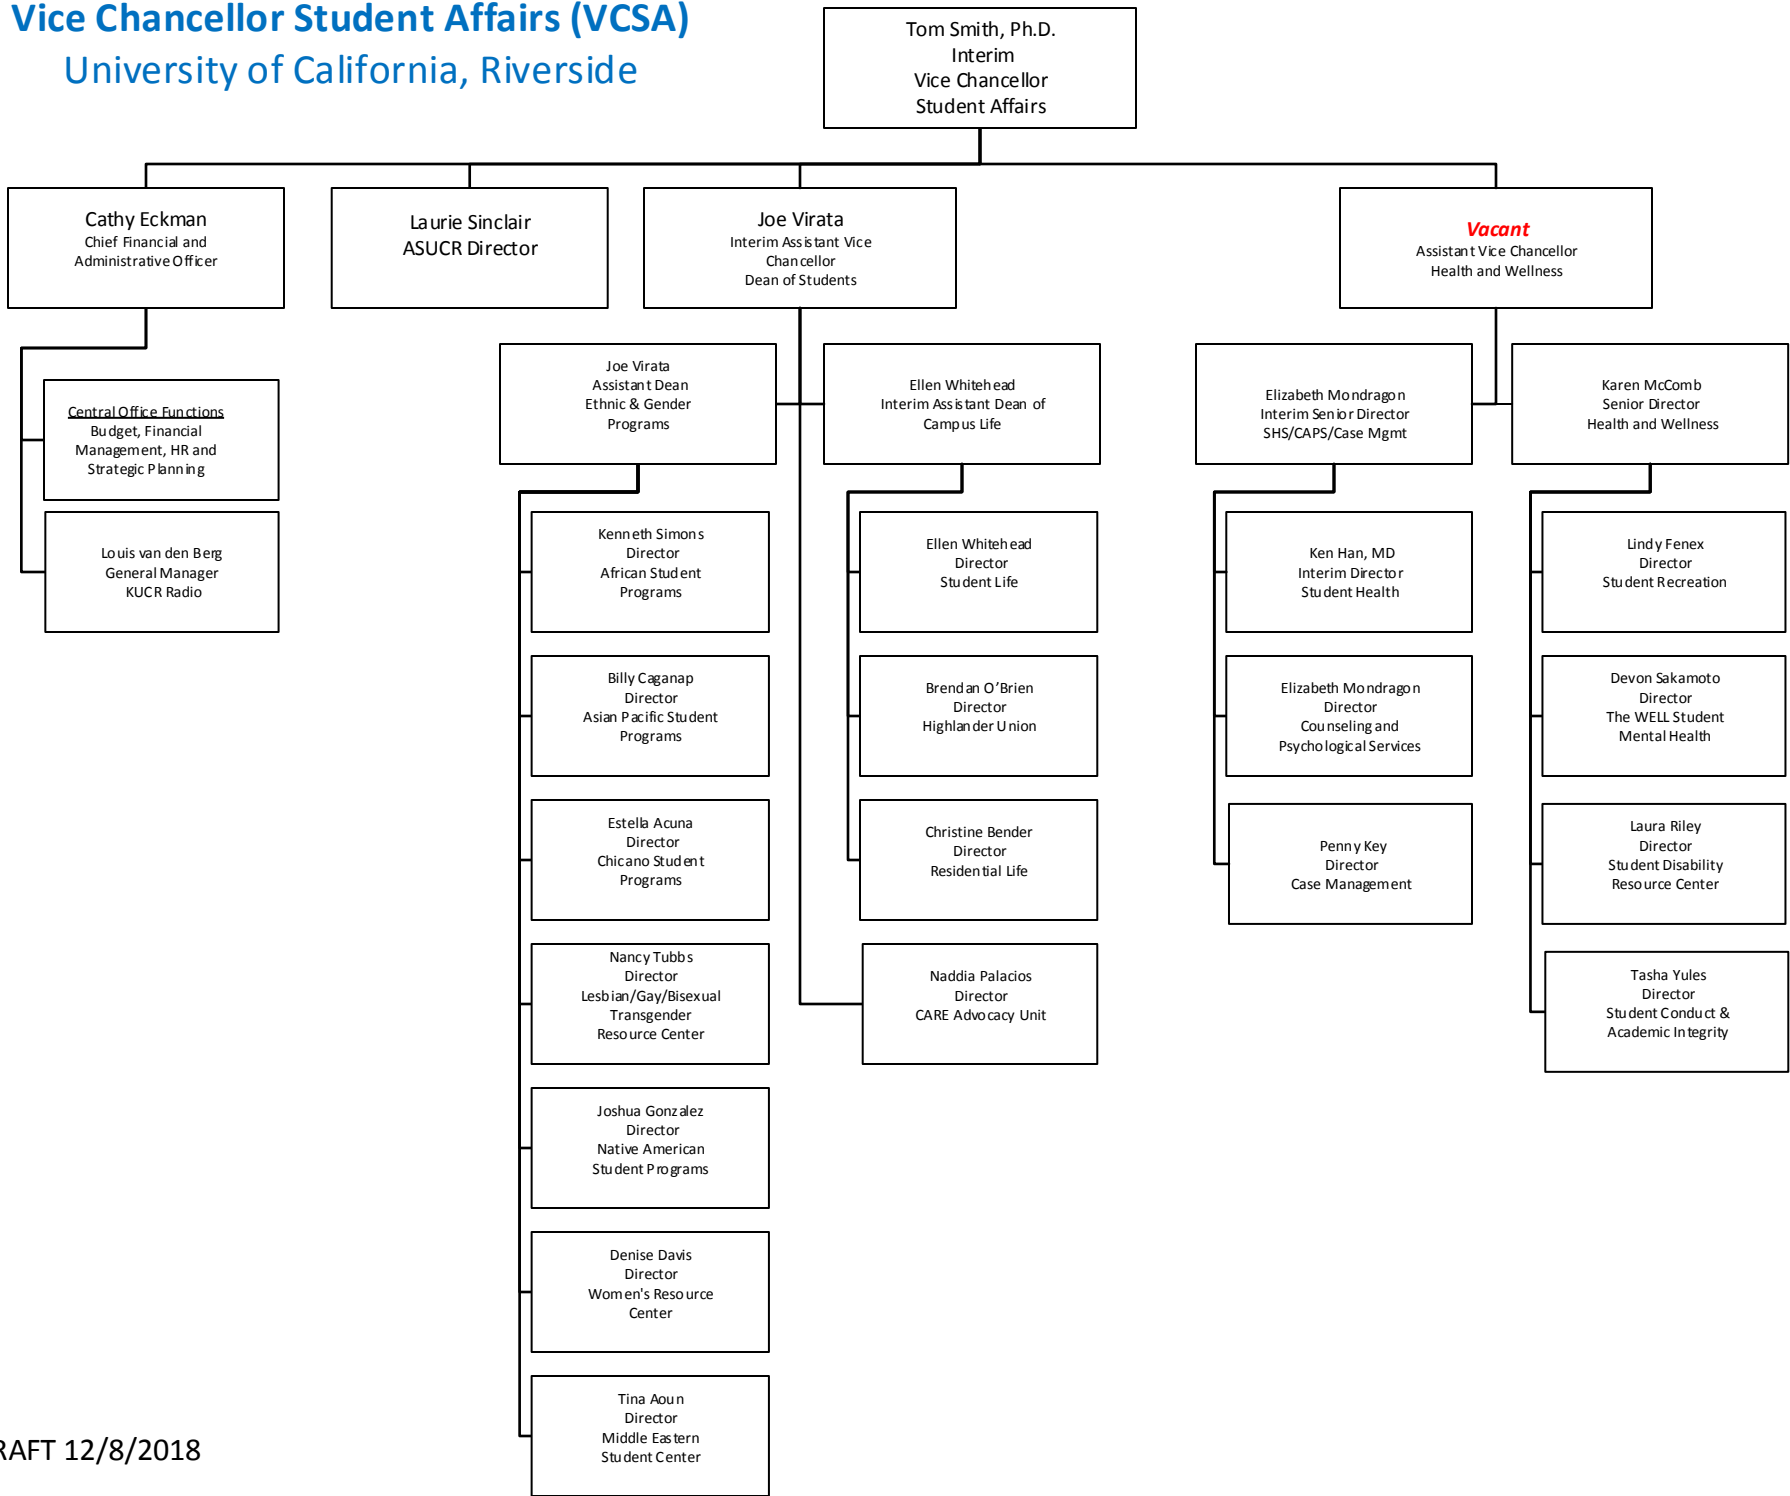 Vice Chancellor Student Affairs (VCSA)
University of California, Riverside
Tom Smith, Ph.D.
Interim
Vice Chancellor
Student Affairs
Cathy Eckman
Chief Financial and
Administrative Officer
Laurie Sinclair
ASUCR Director
Joe Virata
Interim Assistant Vice
Chancellor
Dean of Students
Vacant
Assistant Vice Chancellor
Health and Wellness
Central Office Functions
Budget, Financial
Management, HR and
Strategic Planning
Louis van den Berg
General Manager
KUCR Radio
Joe Virata
Assistant Dean
Ethnic & Gender
Programs
Kenneth Simons
Director
African Student
Programs
Billy Caganap
Director
Asian Pacific Student
Programs
Estella Acuna
Director
Chicano Student
Programs
Nancy Tubbs
Director
Lesbian/Gay/Bisexual
Transgender
Resource Center
Joshua Gonzalez
Director
Native American
Student Programs
Denise Davis
Director
Women's Resource
Center
Tina Aoun
Director
Middle Eastern
Student Center
Ellen Whitehead
Interim Assistant Dean of
Campus Life
Ellen Whitehead
Director
Student Life
Brendan O’Brien
Director
Highlander Union
Christine Bender
Director
Residential Life
Naddia Palacios
Director
CARE Advocacy Unit
Elizabeth Mondragon
Interim Senior Director
SHS/CAPS/Case Mgmt
Ken Han, MD
Interim Director
Student Health
Elizabeth Mondragon
Director
Counseling and
Psychological Services
Penny Key
Director
Case Management
Karen McComb
Senior Director
Health and Wellness
Lindy Fenex
Director
Student Recreation
Devon Sakamoto
Director
The WELL Student
Mental Health
Laura Riley
Director
Student Disability
Resource Center
Tasha Yules
Director
Student Conduct &
Academic Integrity
RAFT 12/8/2018